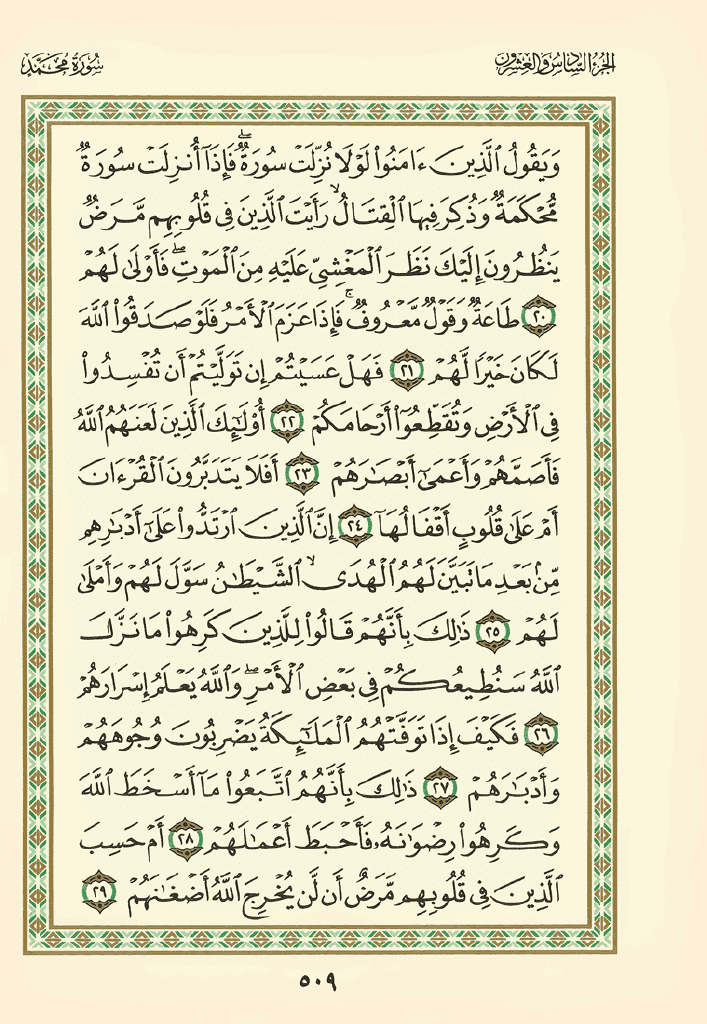 الجزء السادس والعشرون
سورة محمد
وَيَقُولُ ٱلَّذِينَ ءَامَنُواْ لَوْلَا نُزِّلَتْ سُورَةٌۖ فَإِذَآ أُنزِلَتْ سُورَةٌ
مُّحْكَمَةٌ وَذُكِرَ فِيهَا ٱلْقِتَالُۙ رَأَيْتَ ٱلَّذِينَ فِى قُلُوبِهِم مَّرَضٌ
يَنظُرُونَ إِلَيْكَ نَظَرَ ٱلْمَغْشِىِّ عَلَيْهِ مِنَ ٱلْمَوْتِۖ فَأَوْلَىٰ لَهُمْ
٢٠ طَاعَةٌ وَقَوْلٌ مَّعْرُوفٌۚ فَإِذَا عَزَمَ ٱلْأَمْرُ فَلَوْ صَدَقُواْ ٱللَّهَ
لَكَانَ خَيْرًا لَّهُمْ ٢١ فَهَلْ عَسَيْتُمْ إِن تَوَلَّيْتُمْ أَن تُفْسِدُواْ
فِى ٱلْأَرْضِ وَتُقَطِّعُوٓاْ أَرْحَامَكُمْ ٢٢ أُوْلَٰٓئِكَ ٱلَّذِينَ لَعَنَهُمُ ٱللَّهُ
فَأَصَمَّهُمْ وَأَعْمَىٰٓ أَبْصَٰرَهُمْ ٢٣ أَفَلَا يَتَدَبَّرُونَ ٱلْقُرْءَانَ
أَمْ عَلَىٰ قُلُوبٍ أَقْفَالُهَآ ٢٤ إِنَّ ٱلَّذِينَ ٱرْتَدُّواْ عَلَىٰٓ أَدْبَٰرِهِم
مِّنۢ بَعْدِ مَا تَبَيَّنَ لَهُمُ ٱلْهُدَىۙ ٱلشَّيْطَٰنُ سَوَّلَ لَهُمْ وَأَمْلَىٰ
لَهُمْ ٢٥ ذَٰلِكَ بِأَنَّهُمْ قَالُواْ لِلَّذِينَ كَرِهُواْ مَا نَزَّلَ
ٱللَّهُ سَنُطِيعُكُمْ فِى بَعْضِ ٱلْأَمْرِۖ وَٱللَّهُ يَعْلَمُ إِسْرَارَهُمْ
٢٦ فَكَيْفَ إِذَا تَوَفَّتْهُمُ ٱلْمَلَٰٓئِكَةُ يَضْرِبُونَ وُجُوهَهُمْ
وَأَدْبَٰرَهُمْ ٢٧ ذَٰلِكَ بِأَنَّهُمُ ٱتَّبَعُواْ مَآ أَسْخَطَ ٱللَّهَ
وَكَرِهُواْ رِضْوَٰنَهُۥ فَأَحْبَطَ أَعْمَٰلَهُمْ ٢٨ أَمْ حَسِبَ
ٱلَّذِينَ فِى قُلُوبِهِم مَّرَضٌ أَن لَّن يُخْرِجَ ٱللَّهُ أَضْغَٰنَهُمْ ٢٩
٥٠٩